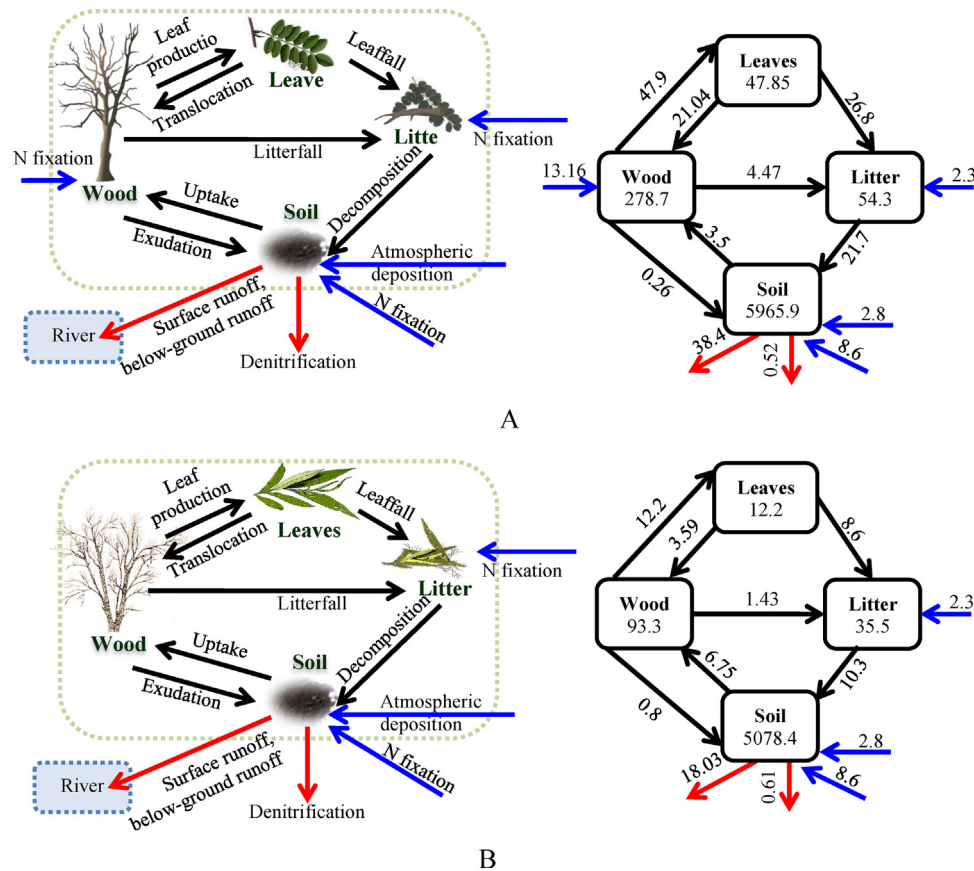 Leaf
productio
Leave
Leaffall
Translocation
Litte
N fixation
N fixation
Litterfall
Wood
Uptake
Soil
Decomposition
Exudation
Atmospheric
deposition
River
Surface runoff,
below-ground runoff
N fixation
Denitrification
Leaves
47.85
47.9
21.04
26.8
13.16
Wood
278.7
4.47
Litter
54.3
2.3
3.5
21.7
0.26
Soil
5965.9
2.8
38.4
0.52
8.6
A
Leaf
production
Leaves
Leaffall
Translocation
N fixation
Litter
Litterfall
Wood
Uptake
Soil
Decomposition
Exudation
Atmospheric
deposition
River
Surface runoff,
below-ground runoff
N fixation
Denitrification
Leaves
12.2
12.2
3.59
8.6
Wood
93.3
1.43
Litter
35.5
2.3
6.75
10.3
0.8
Soil
5078.4
2.8
18.03
0.61
8.6
B